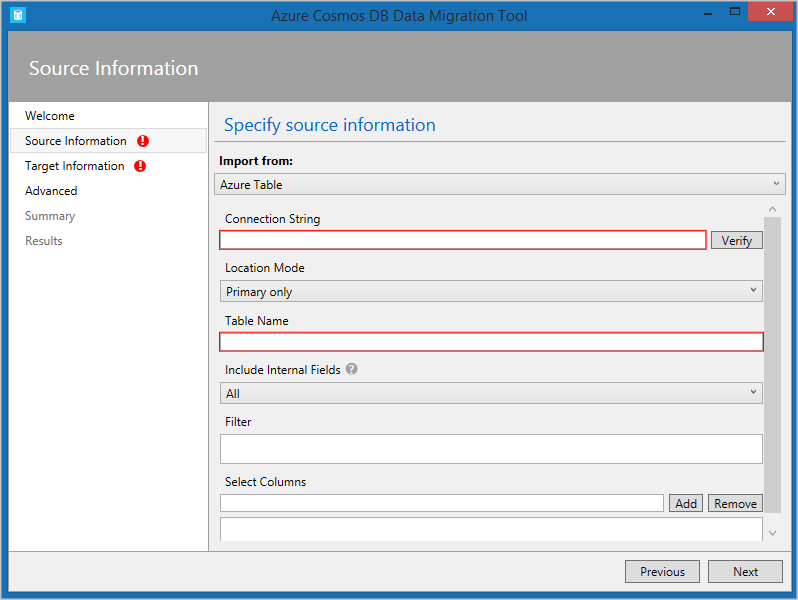 Azure Cosmos DB Data Migration Tool
Source Information
Welcome
Source Information
Target Information
Advanced
Summary
Results
Specify source information
Import from:
Azure Table
Connection String
Verify
Location Mode
Primary only
Table Name
Include Internal Fields ?
All
Filter
Select Columns
Add Remove
Previous Next